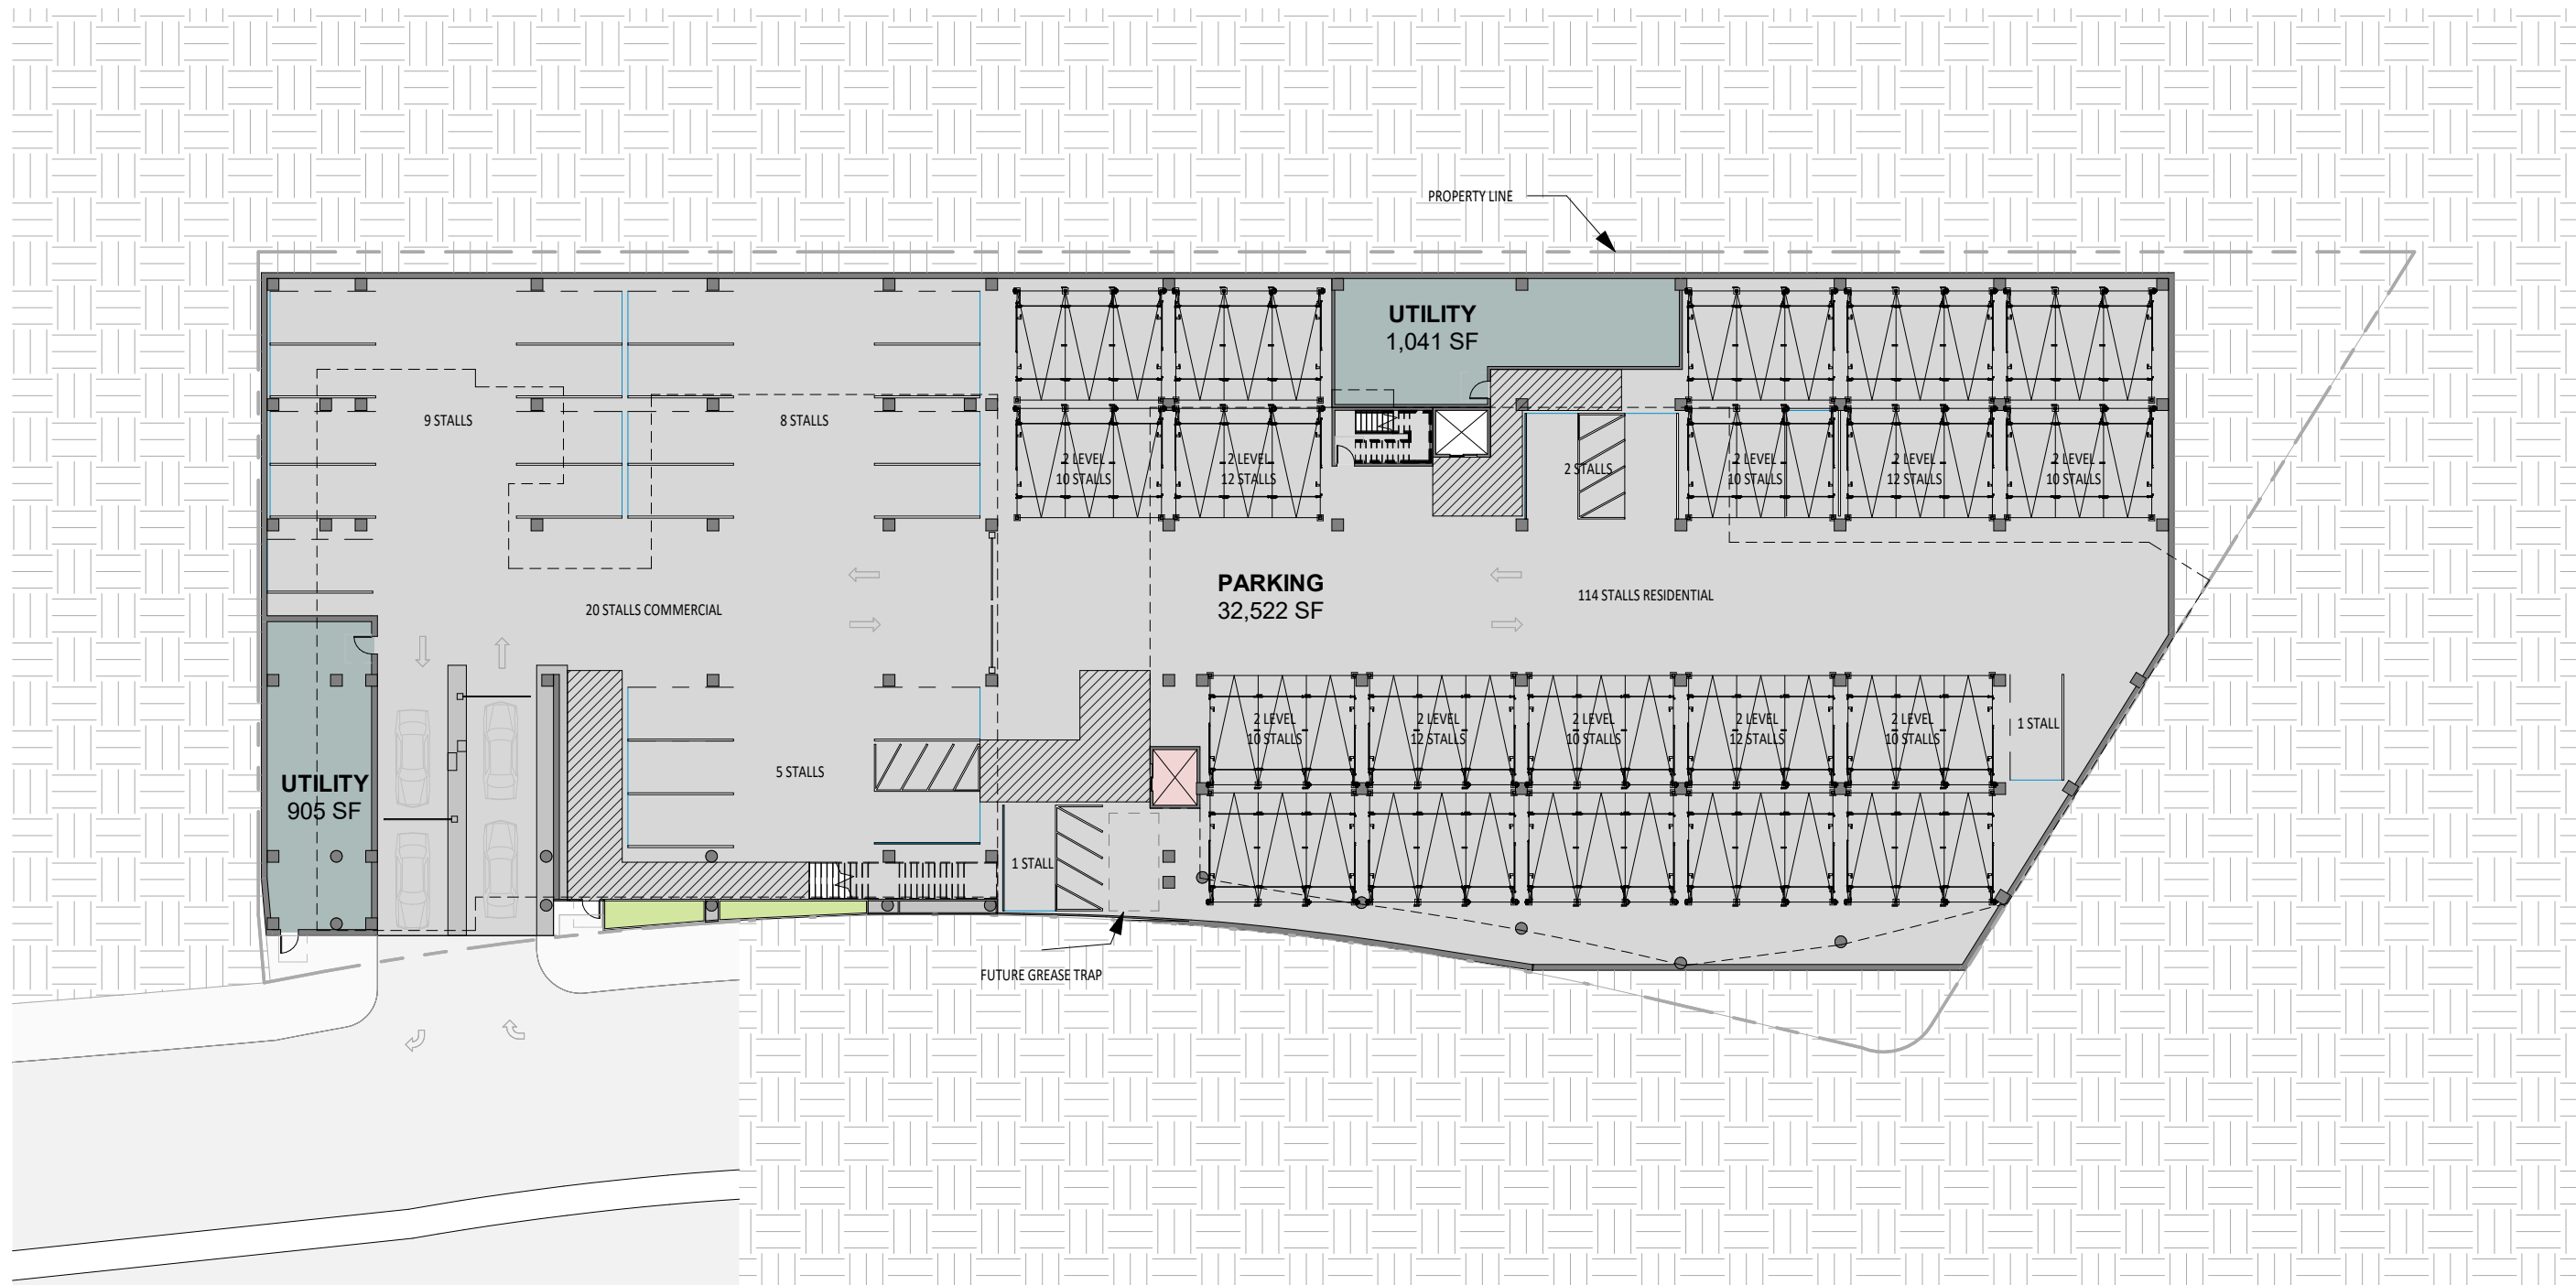 PROPERTY LINE
UTILITY
1,041 SF
9 STALLS
8 STALLS
2 LEVEL
10 STALLS
2 LEVEL
12 STALLS
2 STALLS
2 LEVEL
10 STALLS
2 LEVEL
12 STALLS
2 LEVEL
10 STALLS
PARKING
32,522 SF
20 STALLS COMMERCIAL
114 STALLS RESIDENTIAL
2 LEVEL
10 STALLS
2 LEVEL
12 STALLS
2 LEVEL
10 STALLS
2 LEVEL
12 STALLS
2 LEVEL
10 STALLS
1 STALL
UTILITY
905 SF
5 STALLS
1 STALL
FUTURE GREASE TRAP